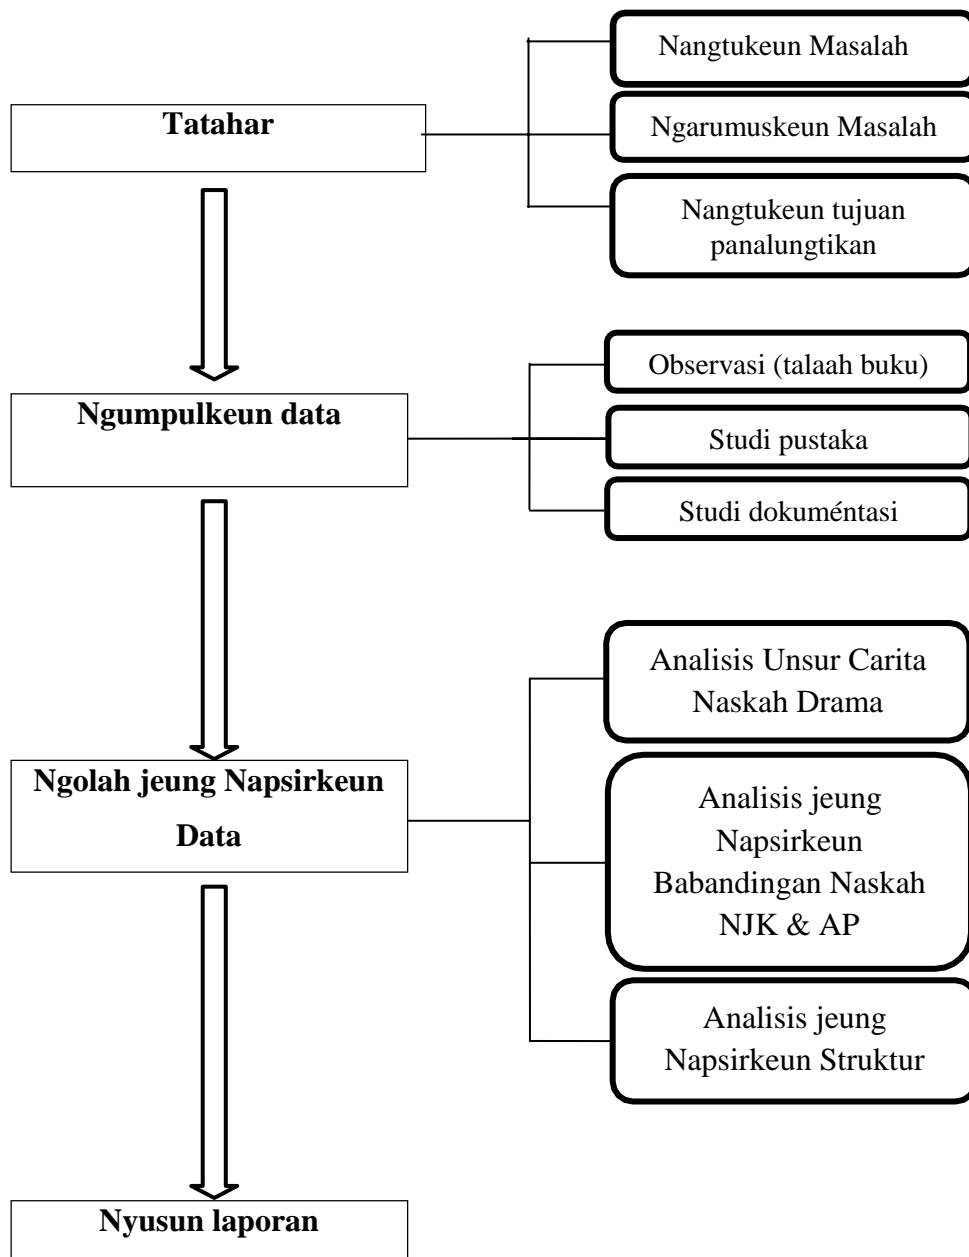 Tatahar
Nangtukeun Masalah
Ngarumuskeun Masalah
Nangtukeun tujuan
panalungtikan
Ngumpulkeun data
Observasi (talaah buku)
Studi pustaka
Studi dokuméntasi
Ngolah jeung Napsirkeun
Data
Analisis Unsur Carita
Naskah Drama
Analisis jeung
Napsirkeun
Babandingan Naskah
NJK & AP
Analisis jeung
Napsirkeun Struktur
Nyusun laporan